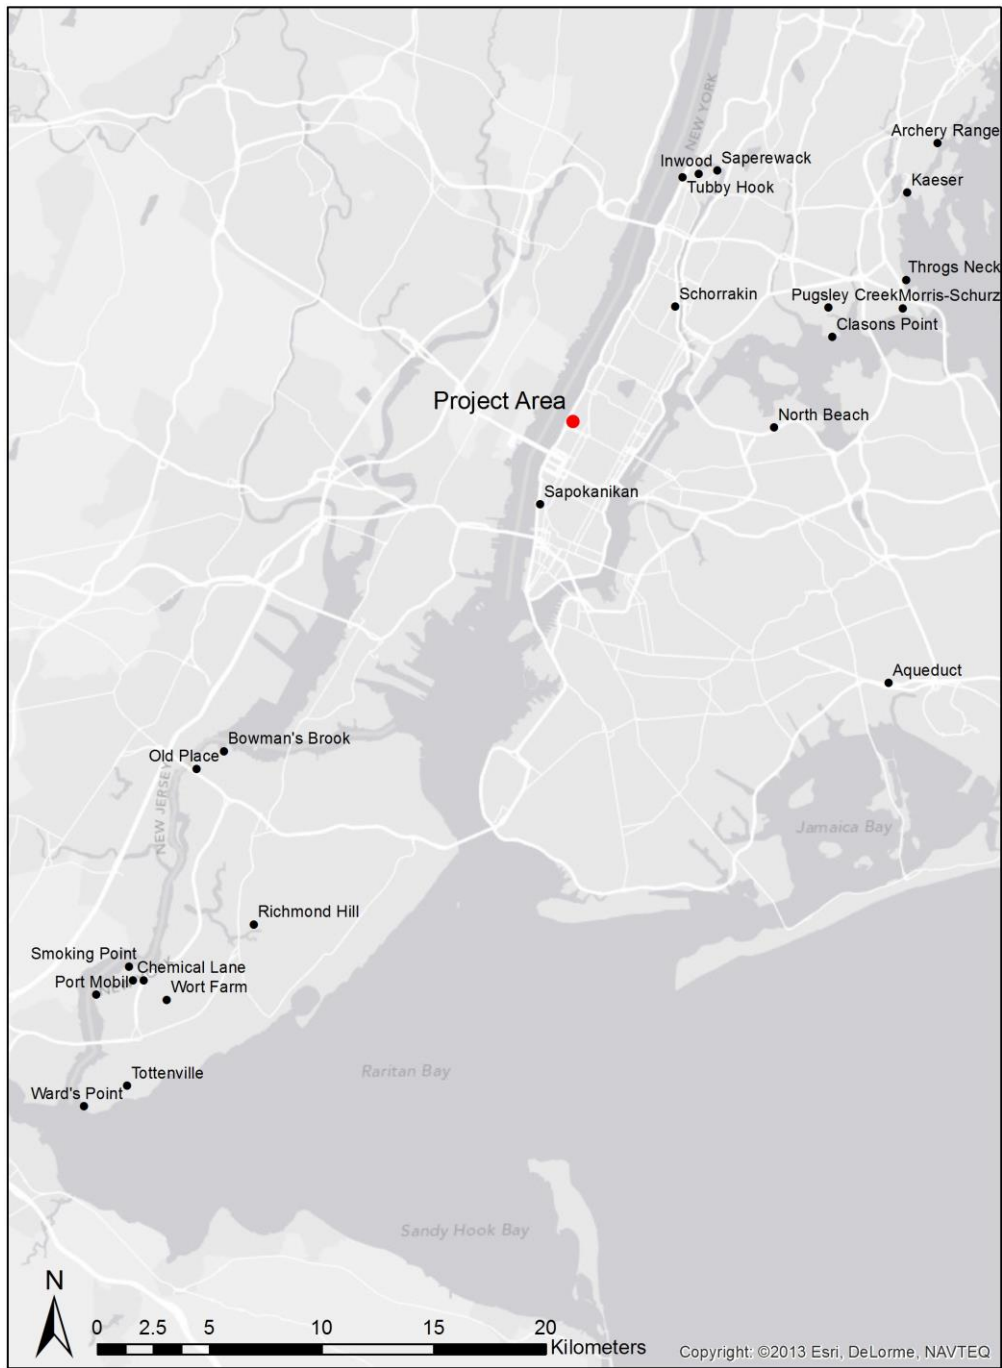 NEW YORK
Archery Range
Inwood
Saperewack
Tubby Hook
Kaeser
Throgs Neck
Schorrakin
Pugsley Creek
Morris-Schurz
Clasons Point
Project Area
North Beach
Sapokanikan
Aqueduct
Bowman's Brook
Old Place
NEW JERSEY
Jamaica Bay
Richmond Hill
Smoking Point
Chemical Lane
Port Mobil
Wort Farm
Raritan Bay
Tottenville
Ward's Point
Sandy Hook Bay
N
0 2.5 5 10 15 20
Kilometers
Copyright: ©2013 Esri, DeLorme, NAVTEQ